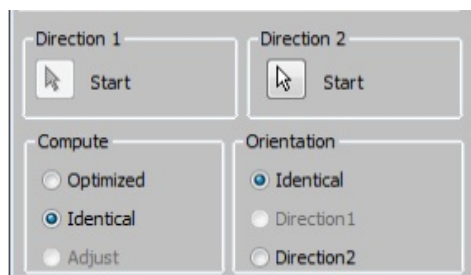 Direction 1
Start
Direction 2
Start
Compute
Optimized
Identical
Adjust
Orientation
Identical
Direction1
Direction2